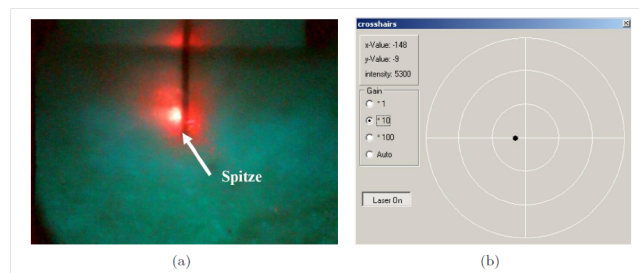 Spitze
crosshairs
x-Value: -148
y-Value: -9
intensity: 5300
Gain
* 1
* 10
* 100
Auto
Laser On
(a)
(b)